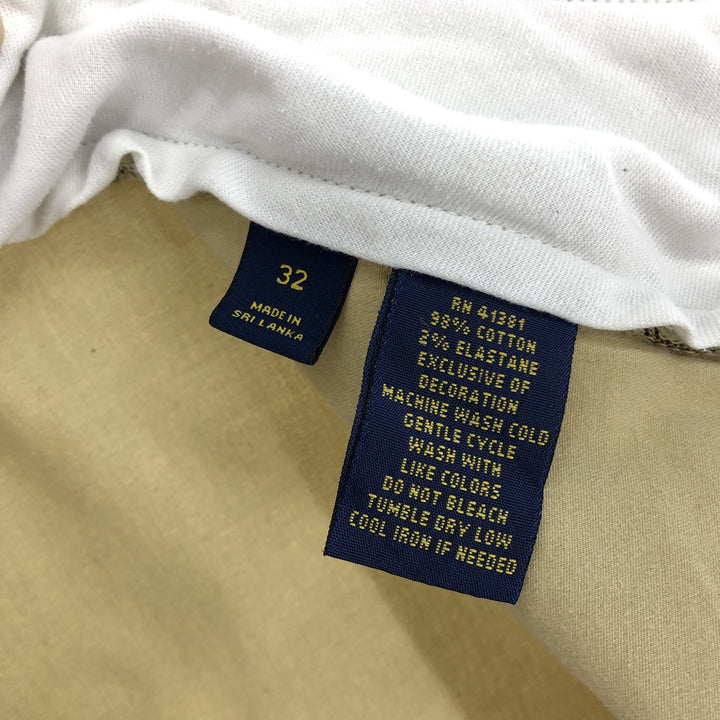 32
MADE IN
SRI LANKA
RN 41381
98% COTTON
2% ELASTANE
EXCLUSIVE OF
DECORATION
MACHINE WASH COLD
GENTLE CYCLE
WASH WITH
LIKE COLORS
DO NOT BLEACH
TUMBLE DRY LOW
COOL IRON IF NEEDED